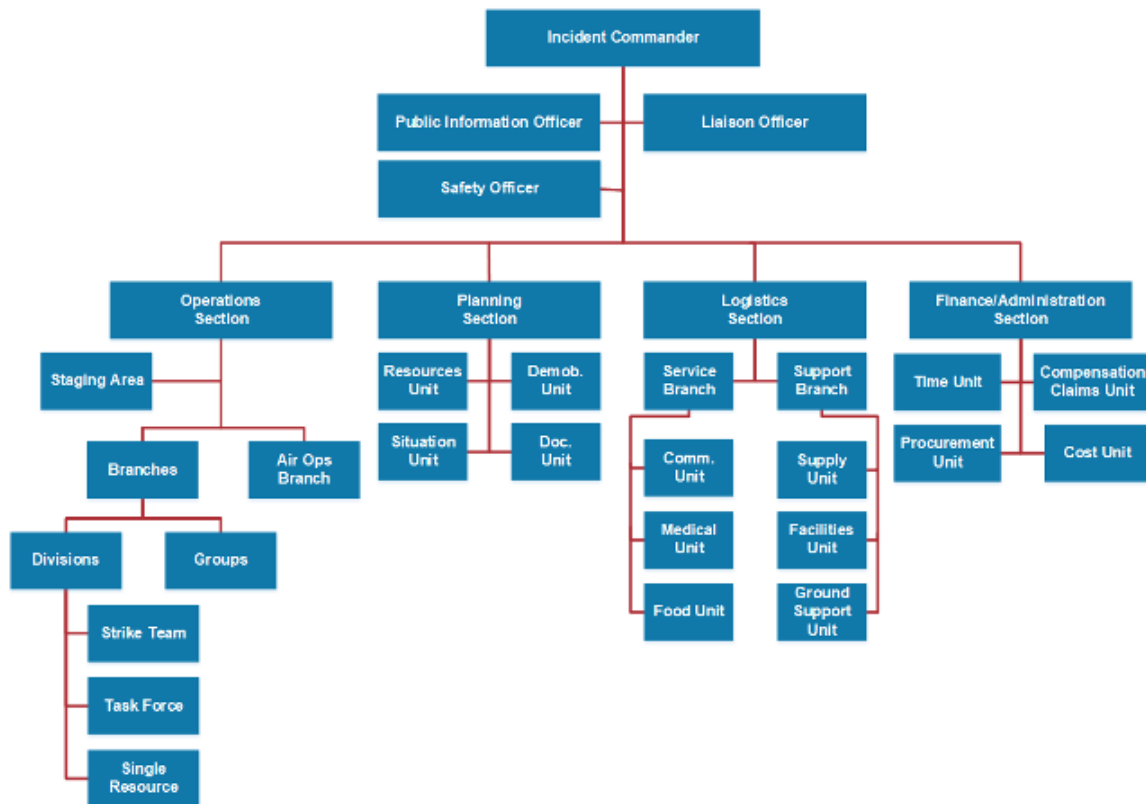 Incident Commander
Public Information Officer
Liaison Officer
Safety Officer
Operations
Section
Planning
Section
Logistics
Section
Finance/Administration
Section
Staging Area
Resources
Unit
Demob.
Unit
Service
Branch
Support
Branch
Time Unit
Compensation
Claims Unit
Branches
Air Ops
Branch
Situation
Unit
Doc.
Unit
Comm.
Unit
Supply
Unit
Procurement
Unit
Cost Unit
Divisions
Groups
Medical
Unit
Facilities
Unit
Strike Team
Food Unit
Ground
Support
Unit
Task Force
Single
Resource